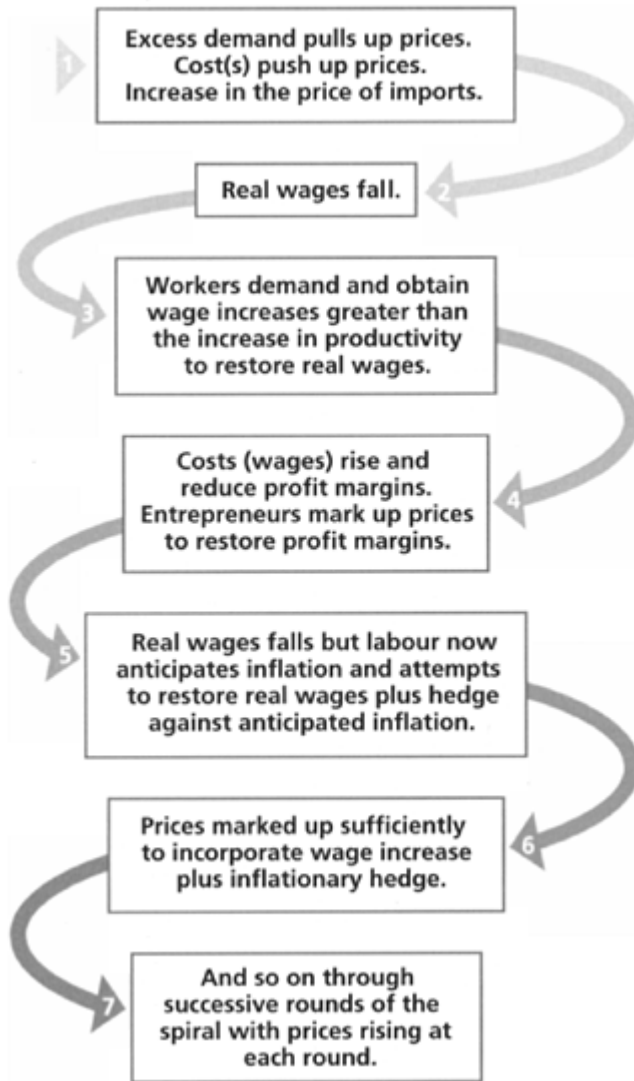 1
Excess demand pulls up prices.
Cost(s) push up prices.
Increase in the price of imports.
2
Real wages fall.
3
Workers demand and obtain
wage increases greater than
the increase in productivity
to restore real wages.
4
Costs (wages) rise and
reduce profit margins.
Entrepreneurs mark up prices
to restore profit margins.
5
Real wages falls but labour now
anticipates inflation and attempts
to restore real wages plus hedge
against anticipated inflation.
6
Prices marked up sufficiently
to incorporate wage increase
plus inflationary hedge.
7
And so on through
successive rounds of the
spiral with prices rising at
each round.